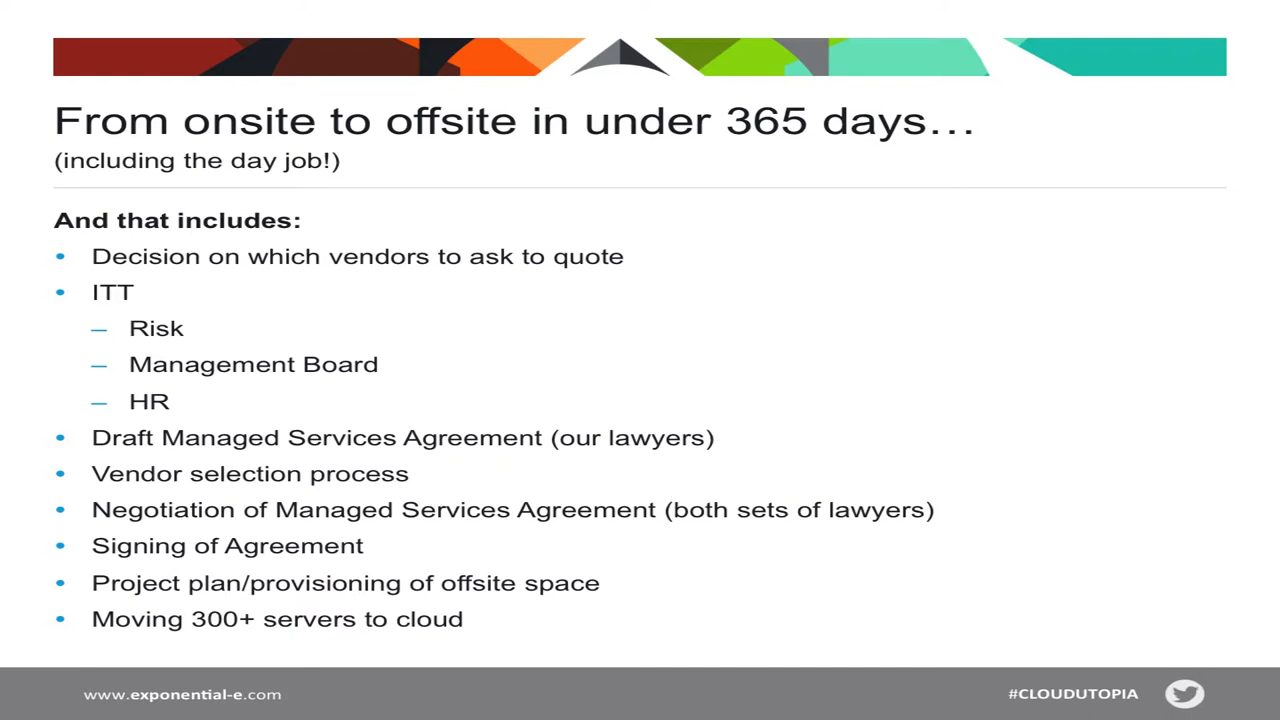 From onsite to offsite in under 365 days…
(including the day job!)
And that includes:
• Decision on which vendors to ask to quote
• ITT
– Risk
– Management Board
– HR
• Draft Managed Services Agreement (our lawyers)
• Vendor selection process
• Negotiation of Managed Services Agreement (both sets of lawyers)
• Signing of Agreement
• Project plan/provisioning of offsite space
• Moving 300+ servers to cloud
www.exponential-e.com
#CLOUDUTOPIA